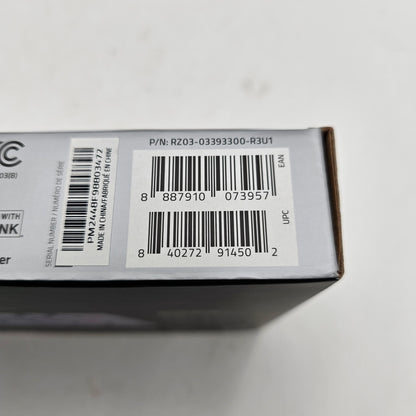 P/N: RZ03-03393300-R3U1
8 887910 073957
EAN
8 40272 91450 2
UPC
SERIAL NUMBER / NUMÉRO DE SÉRIE
PM2448F98803472
MADE IN CHINA/FABRIQUÉ EN CHINE
WITH